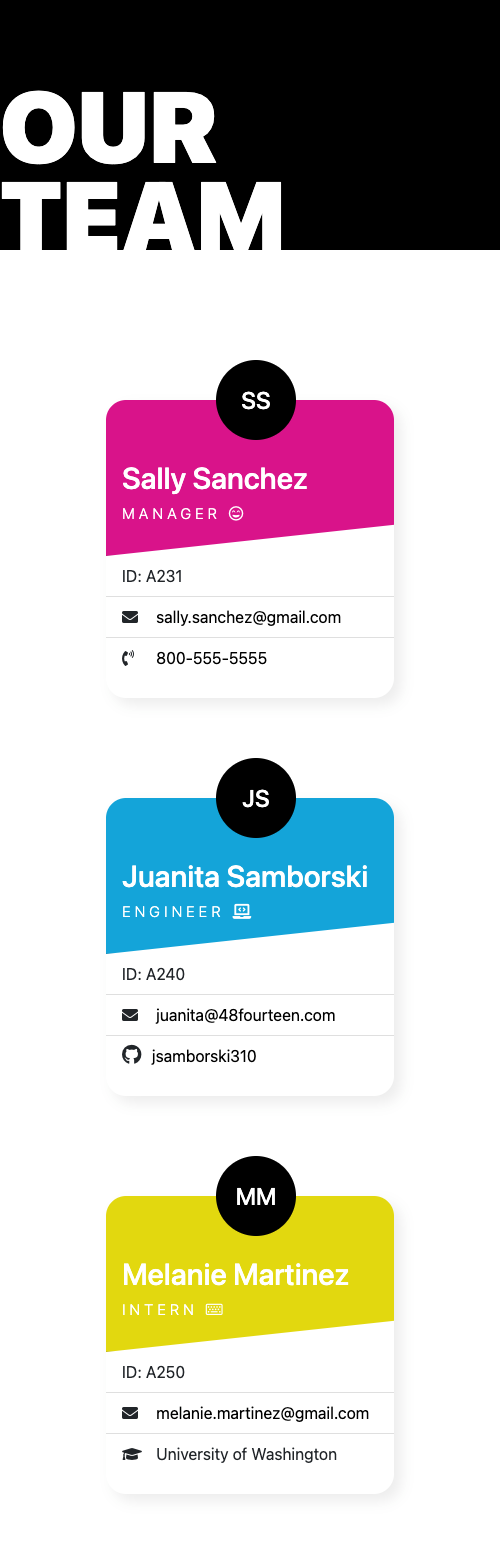 OUR
TEAM
SS
Sally Sanchez
MANAGER
ID: A231
sally.sanchez@gmail.com
800-555-5555
JS
Juanita Samborski
ENGINEER
ID: A240
juanita@48fourteen.com
jsamborski310
MM
Melanie Martinez
INTERN
ID: A250
melanie.martinez@gmail.com
University of Washington